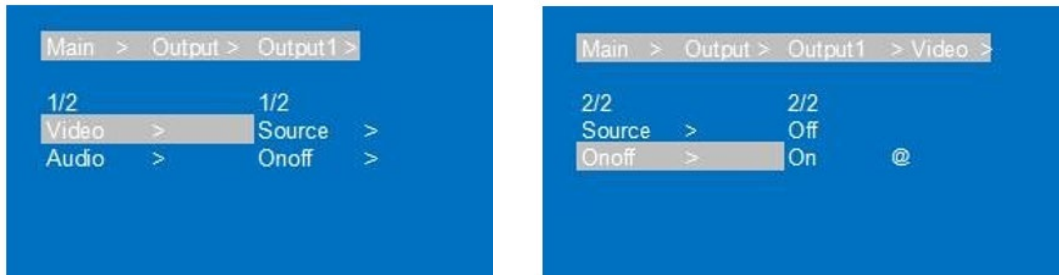 Main > Output > Output1 >
1/2 1/2
Video > Source >
Audio > Onoff >
Main > Output > Output1 > Video >
2/2 2/2
Source > Off
Onoff > On @